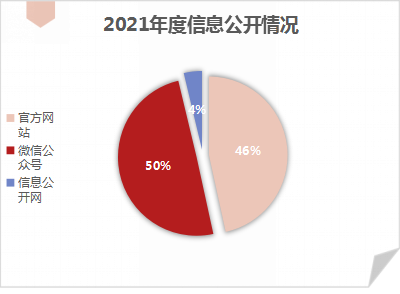 2021年度信息公开情况
官方网
站
微信公
众号
信息公
开网
4%
46%
50%